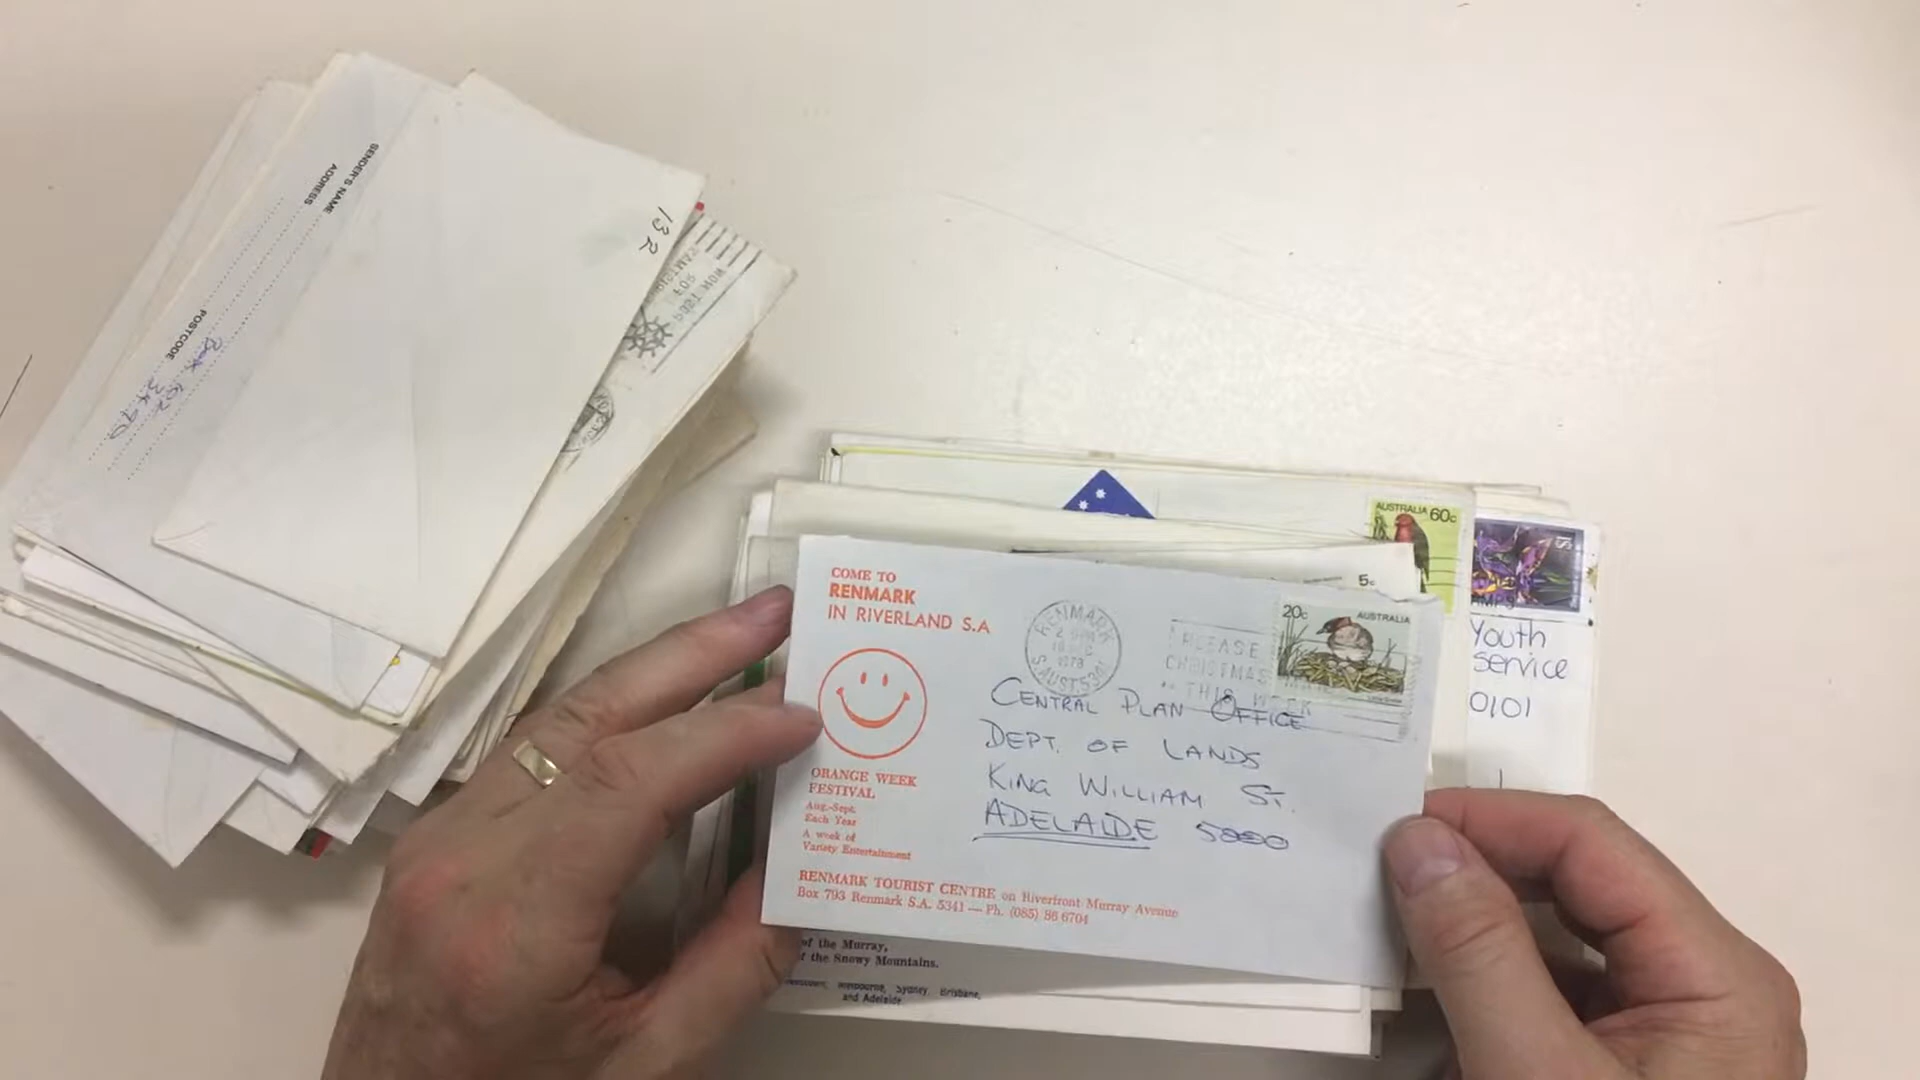 SENDER'S NAME
ADDRESS
POSTCODE
Box 107
132
AUSTRALIA 60c
5c
Youth
Service
0101
COME TO
RENMARK
IN RIVERLAND S.A
RENMARK
1979
S.AUST. 5341
PLEASE
CHRISTMAS
THIS WEEK
20c AUSTRALIA
CENTRAL PLAN OFFICE
DEPT. OF LANDS
KING WILLIAM ST.
ADELAIDE 5000
ORANGE WEEK
FESTIVAL
Aug.-Sept.
Each Year
A week of
Variety Entertainment
RENMARK TOURIST CENTRE on Riverfront Murray Avenue
Box 793 Renmark S.A. 5341 — Ph. (085) 86 6704
of the Murray,
of the Snowy Mountains.
Melbourne, Sydney, Brisbane,
and Adelaide